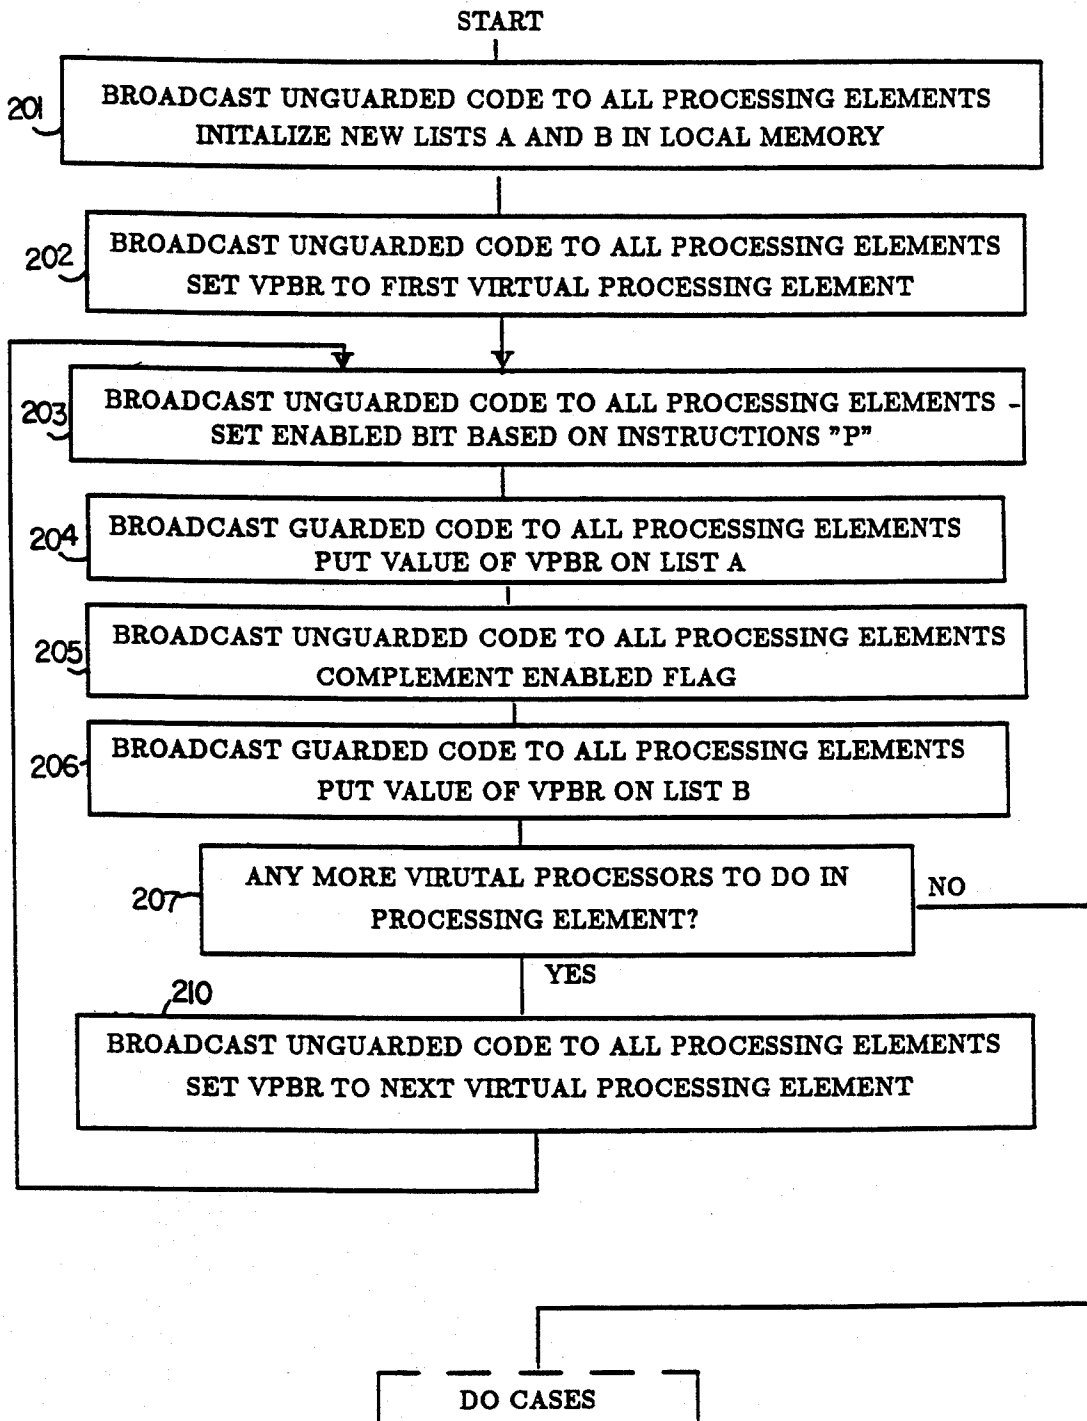 START
201
BROADCAST UNGUARDED CODE TO ALL PROCESSING ELEMENTS
INITALIZE NEW LISTS A AND B IN LOCAL MEMORY
202
BROADCAST UNGUARDED CODE TO ALL PROCESSING ELEMENTS
SET VPBR TO FIRST VIRTUAL PROCESSING ELEMENT
203
BROADCAST UNGUARDED CODE TO ALL PROCESSING ELEMENTS -
SET ENABLED BIT BASED ON INSTRUCTIONS "P"
204
BROADCAST GUARDED CODE TO ALL PROCESSING ELEMENTS
PUT VALUE OF VPBR ON LIST A
205
BROADCAST UNGUARDED CODE TO ALL PROCESSING ELEMENTS
COMPLEMENT ENABLED FLAG
206
BROADCAST GUARDED CODE TO ALL PROCESSING ELEMENTS
PUT VALUE OF VPBR ON LIST B
207
ANY MORE VIRUTAL PROCESSORS TO DO IN
PROCESSING ELEMENT?
NO
YES
210
BROADCAST UNGUARDED CODE TO ALL PROCESSING ELEMENTS
SET VPBR TO NEXT VIRTUAL PROCESSING ELEMENT
DO CASES